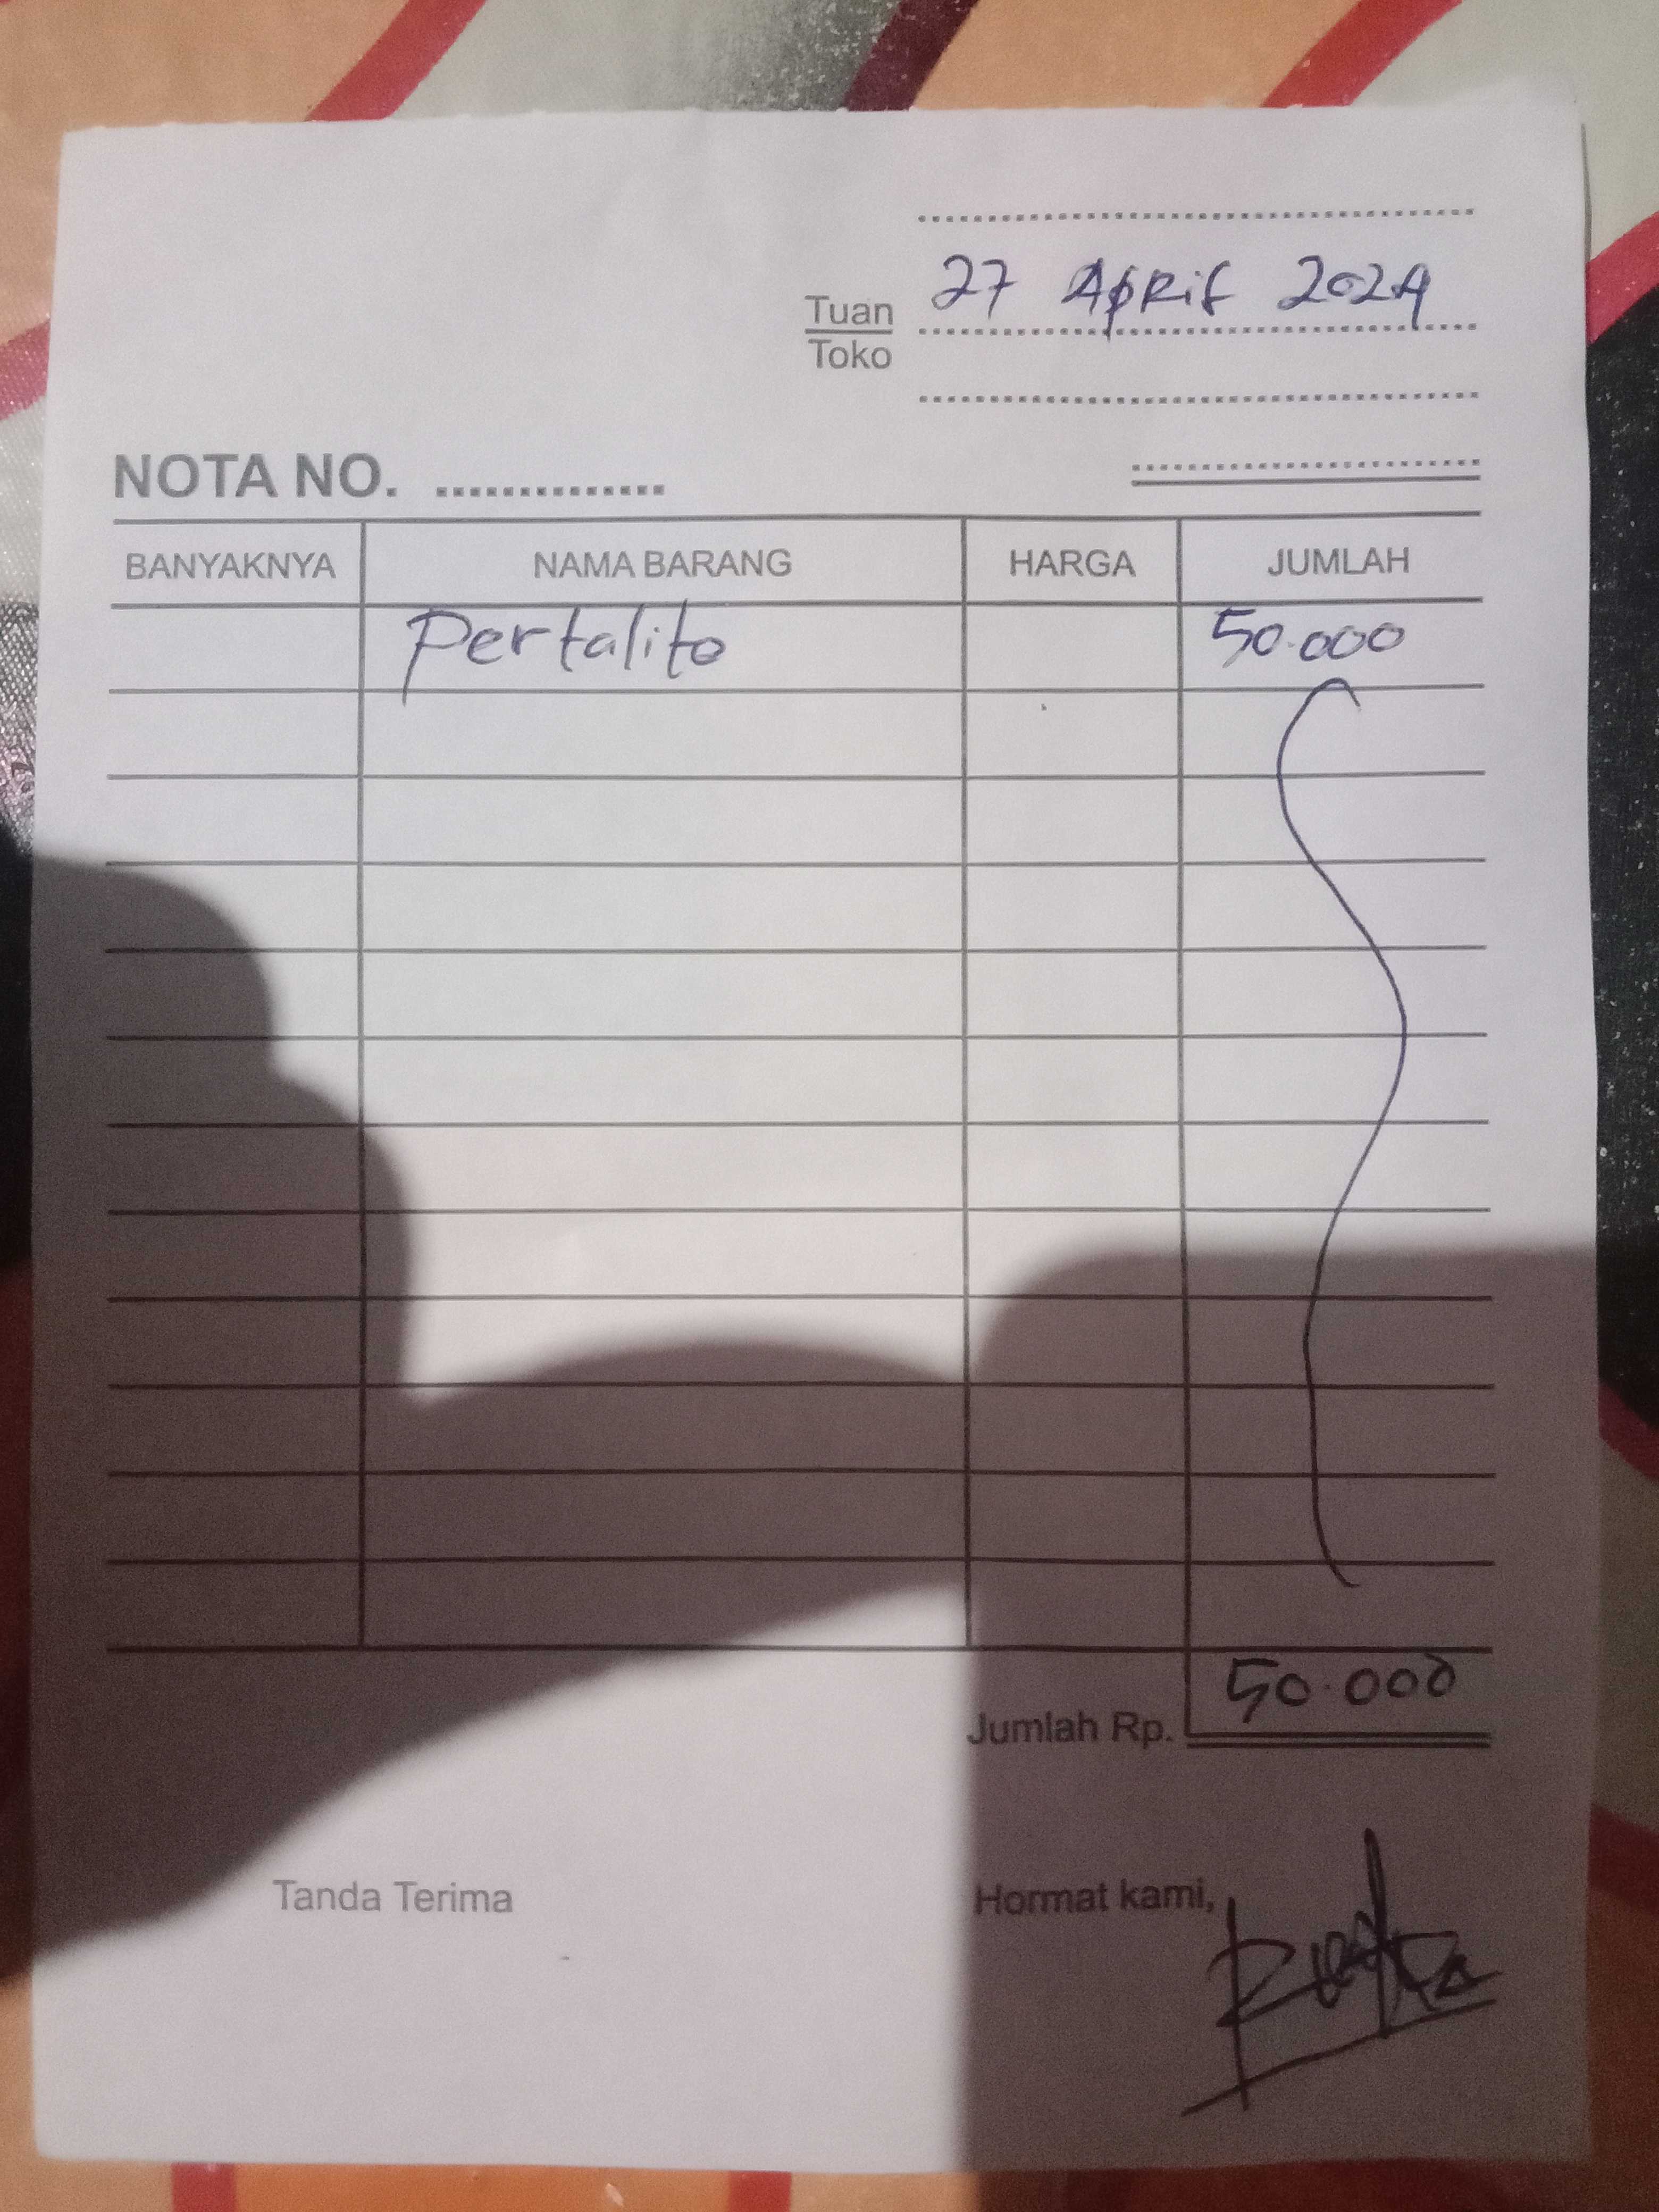 27 April 2024
Tuan
Toko
NOTA NO. ..............
BANYAKNYA NAMA BARANG HARGA JUMLAH
Pertalite 50.000
50.000
Jumlah Rp.
Tanda Terima Hormat kami,